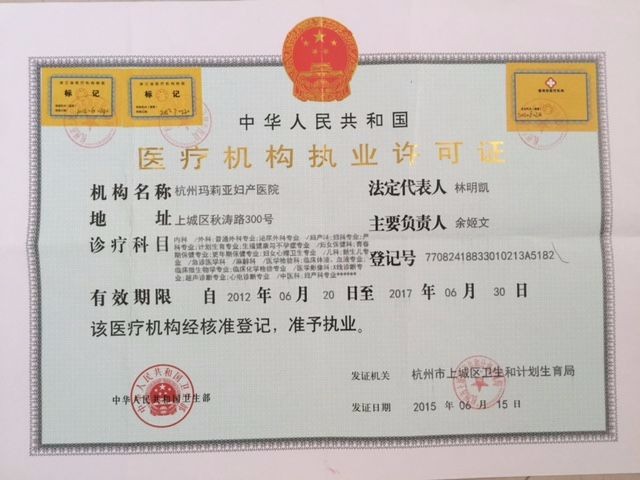 标 记
标 记
中华人民共和国
医疗机构执业许可证
机构名称 杭州玛莉亚妇产医院
法定代表人 林明凯
地 址 上城区秋涛路300号
主要负责人 余姬文
诊疗科目 内科 /外科;普通外科专业;泌尿外科专业 /妇产科;妇科专业;产
科专业;计划生育专业;生殖健康与不孕症专业 /妇女保健科;青春
期保健专业;更年期保健专业;妇女心理卫生专业 /儿科;新生儿专
业 /急诊医学科 /麻醉科 /医学检验科;临床体液、血液专业;
临床微生物学专业;临床化学检验专业 /医学影像科;X线诊断专
业;超声诊断专业;心电诊断专业 /中医科;妇产科专业******
登记号 77082418833010213A5182
有效期限 自 2012 年 06 月 20 日至 2017 年 06 月 30 日
该医疗机构经核准登记，准予执业。
中华人民共和国卫生部
发证机关 杭州市上城区卫生和计划生育局
发证日期 2015 年 06 月 15 日